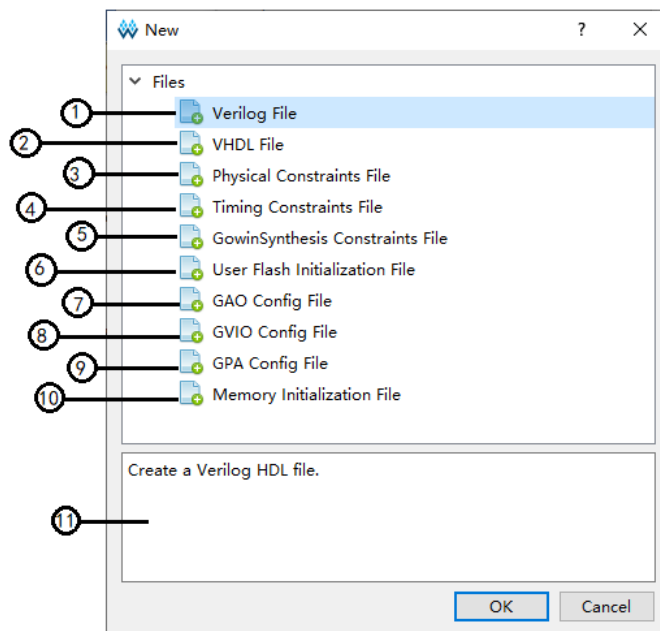 New
Files
① Verilog File
② VHDL File
③ Physical Constraints File
④ Timing Constraints File
⑤ GowinSynthesis Constraints File
⑥ User Flash Initialization File
⑦ GAO Config File
⑧ GVIO Config File
⑨ GPA Config File
⑩ Memory Initialization File
Create a Verilog HDL file.
⑪
OK Cancel